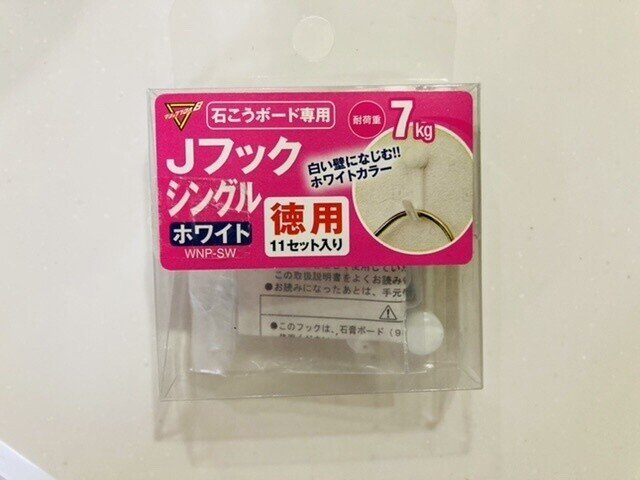 石こうボード専用
耐荷重
7kg
Jフック
シングル
ホワイト
WNP-SW
徳用
11セット入り
白い壁になじむ!!
ホワイトカラー
この取扱説明書をよくお読み
●お読みになったあとは、手元
●このフックは、石膏ボード（9